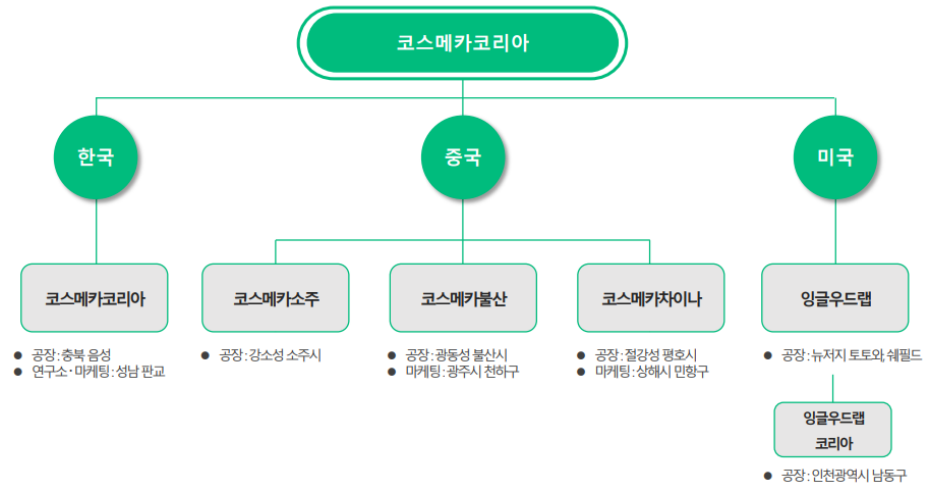 코스메카코리아
한국
중국
미국
코스메카코리아
코스메카소주
코스메카불산
코스메카차이나
잉글우드랩
● 공장 : 충북 음성
● 연구소·마케팅 : 성남 판교
● 공장 : 강소성 소주시
● 공장 : 광동성 불산시
● 마케팅 : 광주시 천하구
● 공장 : 절강성 평호시
● 마케팅 : 상해시 민항구
● 공장 : 뉴저지 토토와, 쉐필드
잉글우드랩
코리아
● 공장 : 인천광역시 남동구